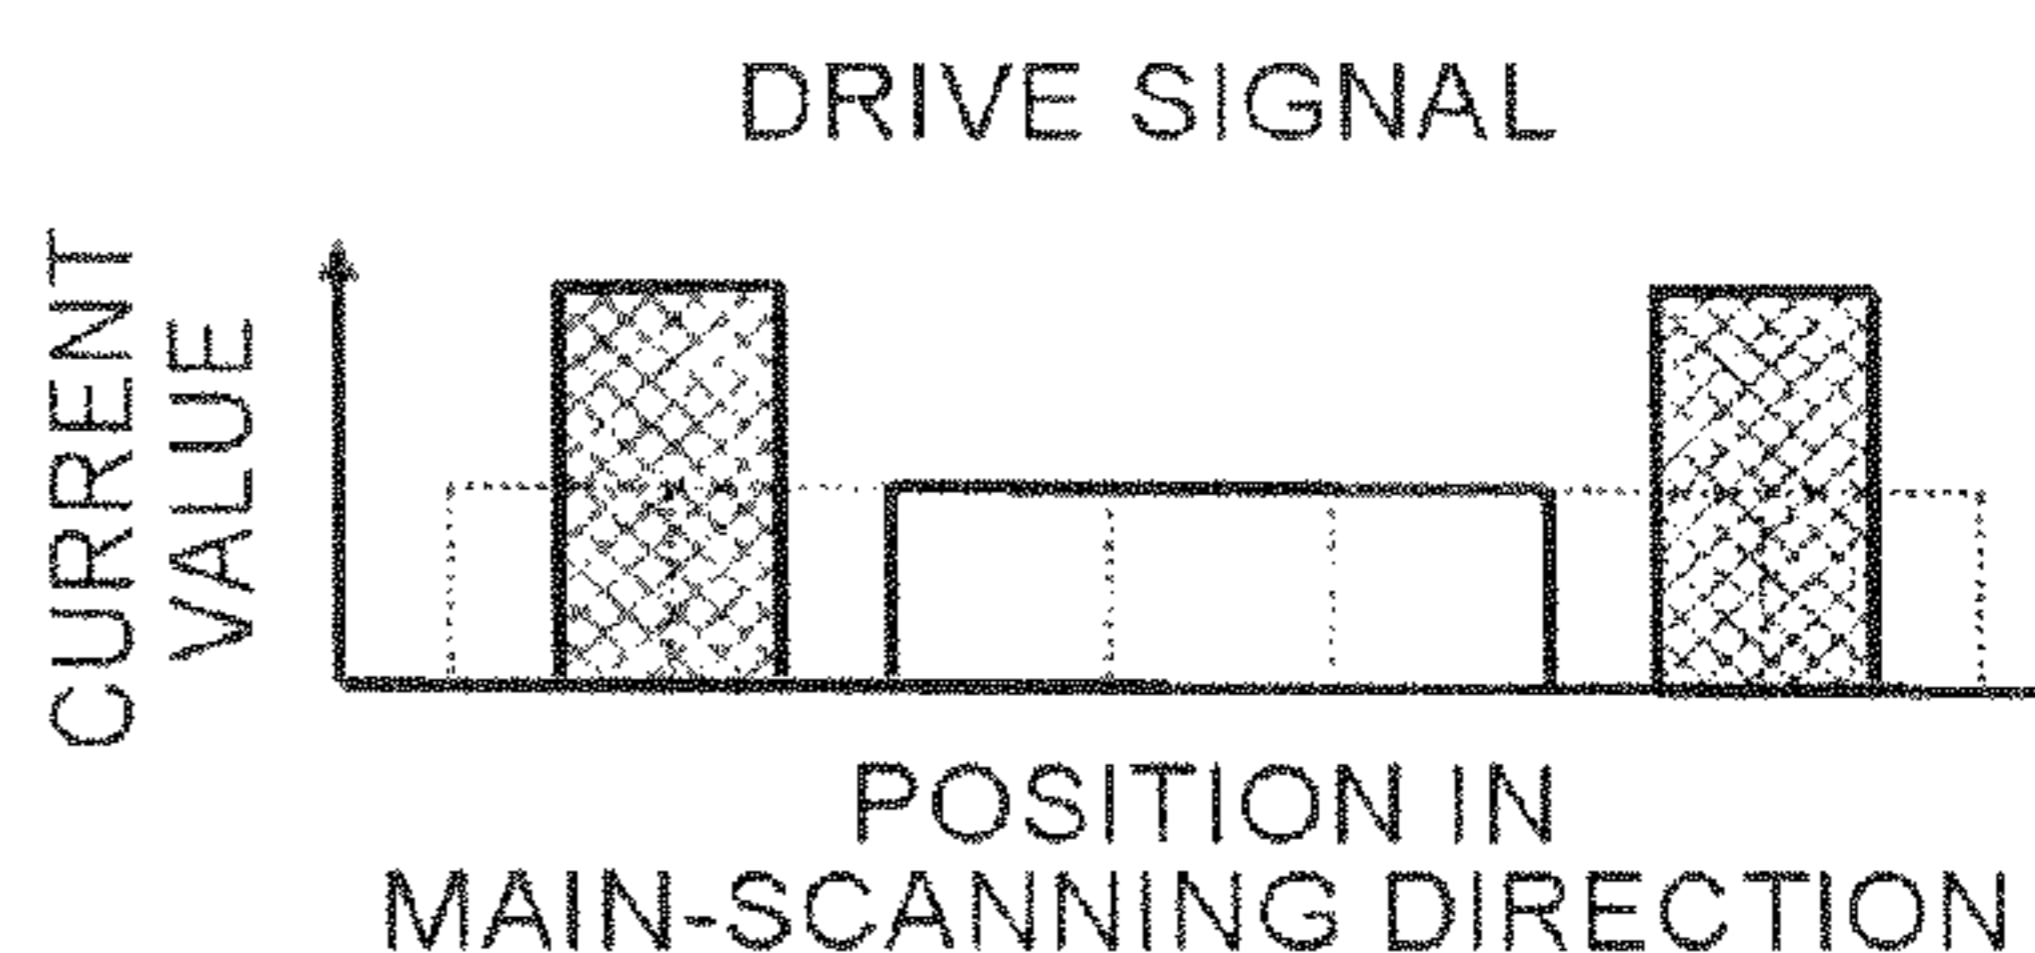 DRIVE SIGNAL
CURRENT
VALUE
POSITION IN
MAIN-SCANNING DIRECTION